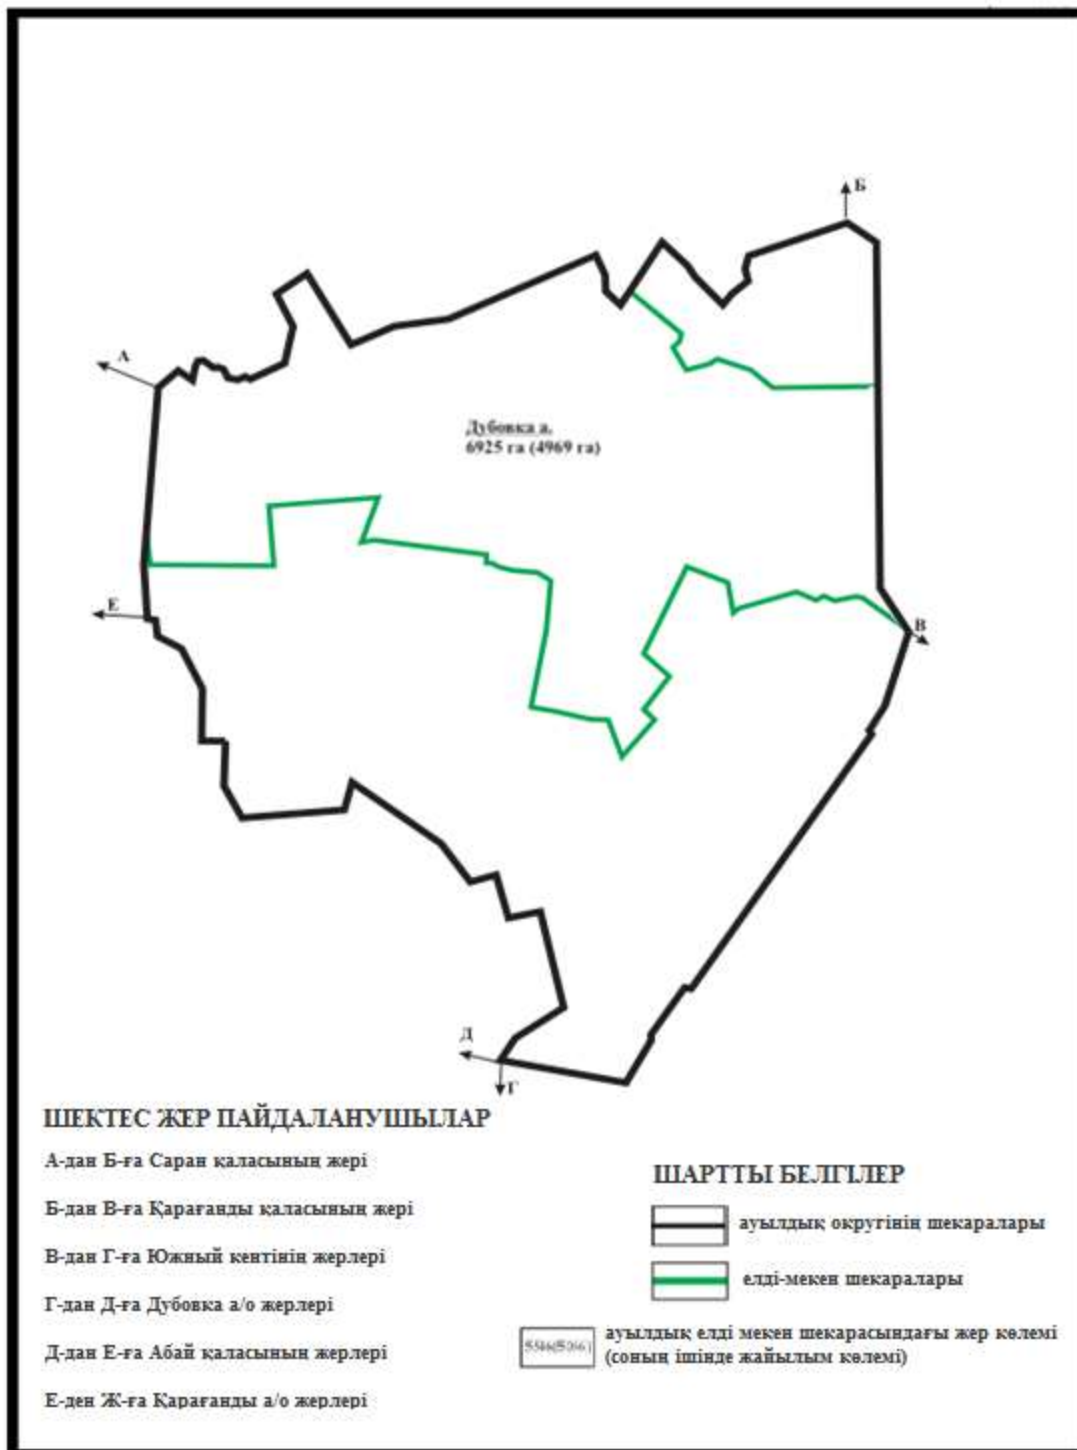 Б
А
Дубовка а.
6925 га (4969 га)
Е
В
Д
Г
ШЕКТЕС ЖЕР ПАЙДАЛАНУШЫЛАР
А-дан Б-ға Саран қаласының жері
Б-дан В-ға Қарағанды қаласының жері
В-дан Г-ға Южный кентінің жерлері
Г-дан Д-ға Дубовка а/о жерлері
Д-дан Е-ға Абай қаласының жерлері
Е-ден Ж-ға Қарағанды а/о жерлері
ШАРТТЫ БЕЛГІЛЕР
ауылдық округінің шекаралары
елді-мекен шекаралары
ауылдық елді мекен шекарасындағы жер көлемі
(соның ішінде жайылым көлемі)